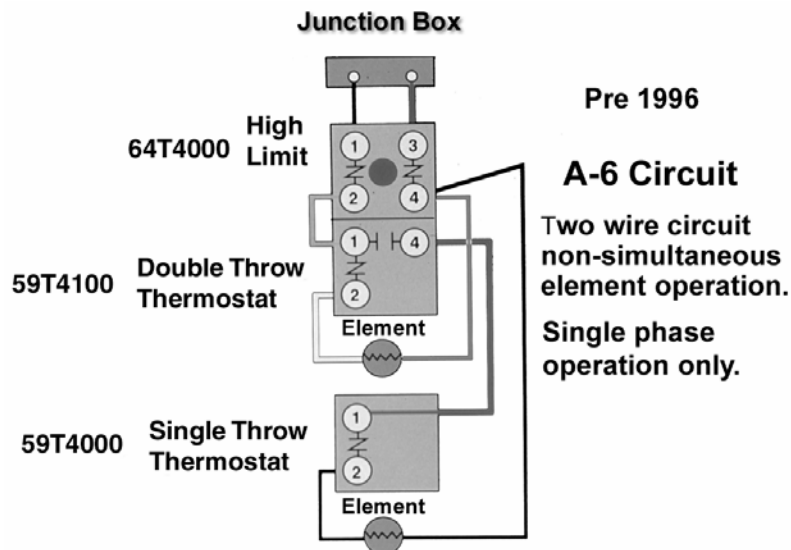 Junction Box
Pre 1996
64T4000
High
Limit
1
3
2
4
A-6 Circuit
Two wire circuit
non-simultaneous
element operation.
Single phase
operation only.
59T4100
Double Throw
Thermostat
1
4
2
Element
59T4000
Single Throw
Thermostat
1
2
Element